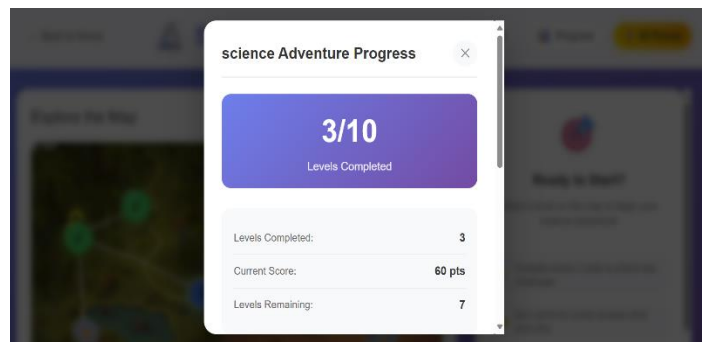 science Adventure Progress
3/10
Levels Completed
Levels Completed: 3
Current Score: 60 pts
Levels Remaining: 7
Explore the Map
Ready to Start?